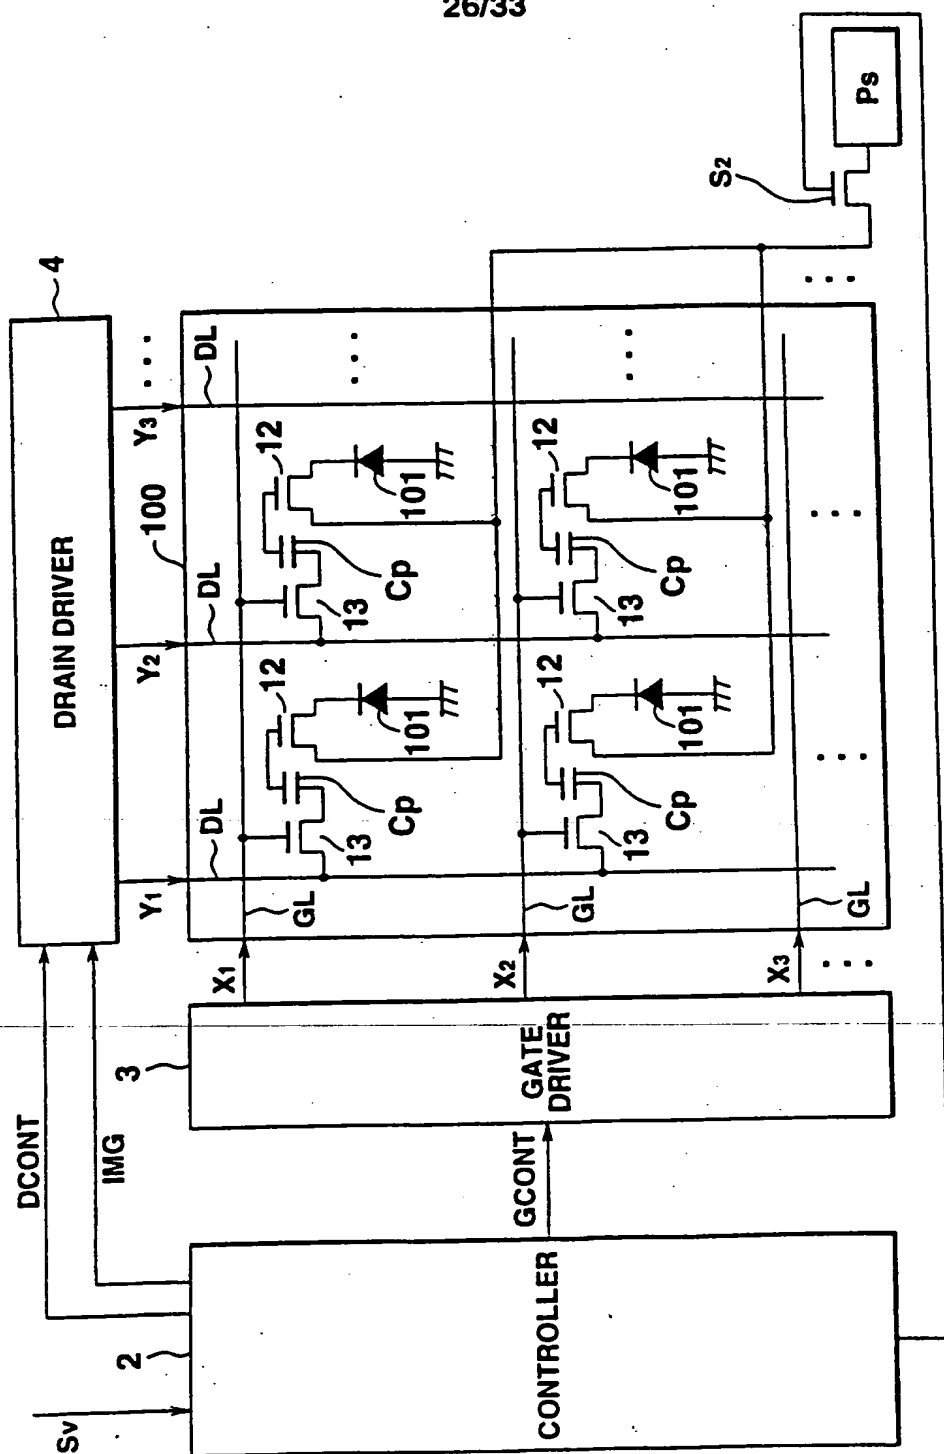 26/33
Sv
2
CONTROLLER
DCONT
IMG
GCONT
3
GATE
DRIVER
4
DRAIN DRIVER
100
X1
X2
X3
Y1
Y2
Y3
DL
DL
DL
GL
GL
GL
13
Cp
12
101
13
Cp
12
101
13
Cp
12
101
13
Cp
12
101
S2
Ps